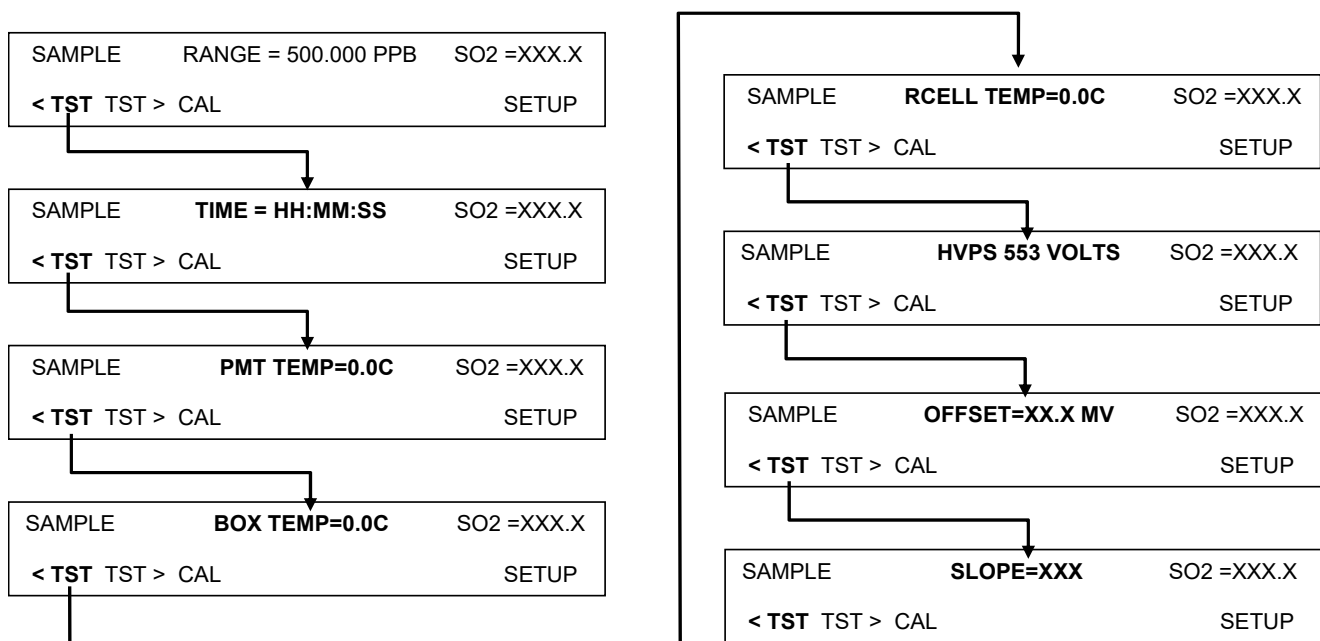 SAMPLE RANGE = 500.000 PPB SO2 =XXX.X
< TST TST > CAL SETUP
SAMPLE TIME = HH:MM:SS SO2 =XXX.X
< TST TST > CAL SETUP
SAMPLE PMT TEMP=0.0C SO2 =XXX.X
< TST TST > CAL SETUP
SAMPLE BOX TEMP=0.0C SO2 =XXX.X
< TST TST > CAL SETUP
SAMPLE RCELL TEMP=0.0C SO2 =XXX.X
< TST TST > CAL SETUP
SAMPLE HVPS 553 VOLTS SO2 =XXX.X
< TST TST > CAL SETUP
SAMPLE OFFSET=XX.X MV SO2 =XXX.X
< TST TST > CAL SETUP
SAMPLE SLOPE=XXX SO2 =XXX.X
< TST TST > CAL SETUP